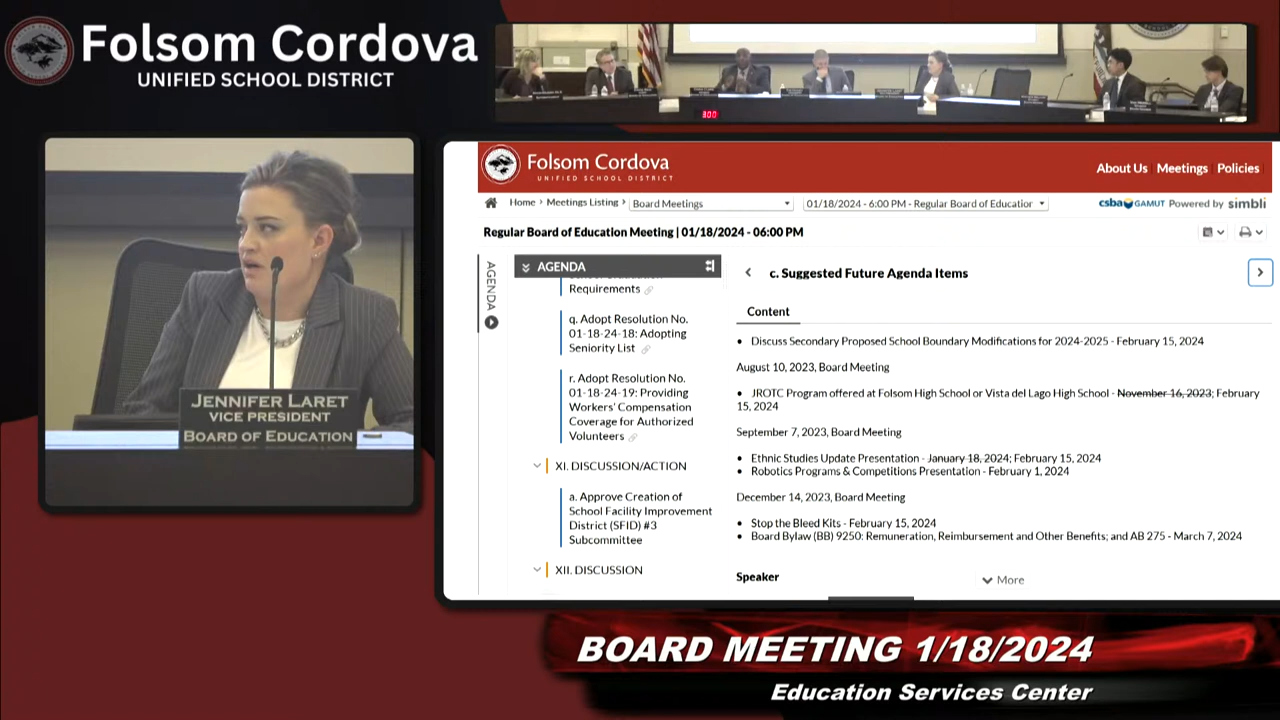 Folsom Cordova
UNIFIED SCHOOL DISTRICT
3:00
JENNIFER LARET
VICE PRESIDENT
BOARD OF EDUCATION
Folsom Cordova
UNIFIED SCHOOL DISTRICT
About Us Meetings Policies
Home > Meetings Listing > Board Meetings 01/18/2024 - 6:00 PM - Regular Board of Educatior csba GAMUT Powered by simbli
Regular Board of Education Meeting | 01/18/2024 - 06:00 PM
AGENDA
AGENDA
Requirements
q. Adopt Resolution No.
01-18-24-18: Adopting
Seniority List
r. Adopt Resolution No.
01-18-24-19: Providing
Workers' Compensation
Coverage for Authorized
Volunteers
XI. DISCUSSION/ACTION
a. Approve Creation of
School Facility Improvement
District (SFID) #3
Subcommittee
XII. DISCUSSION
c. Suggested Future Agenda Items
Content
• Discuss Secondary Proposed School Boundary Modifications for 2024-2025 - February 15, 2024
August 10, 2023, Board Meeting
• JROTC Program offered at Folsom High School or Vista del Lago High School - November 16, 2023; February
15, 2024
September 7, 2023, Board Meeting
• Ethnic Studies Update Presentation - January 18, 2024; February 15, 2024
• Robotics Programs & Competitions Presentation - February 1, 2024
December 14, 2023, Board Meeting
• Stop the Bleed Kits - February 15, 2024
• Board Bylaw (BB) 9250: Remuneration, Reimbursement and Other Benefits; and AB 275 - March 7, 2024
Speaker
More
BOARD MEETING 1/18/2024
Education Services Center